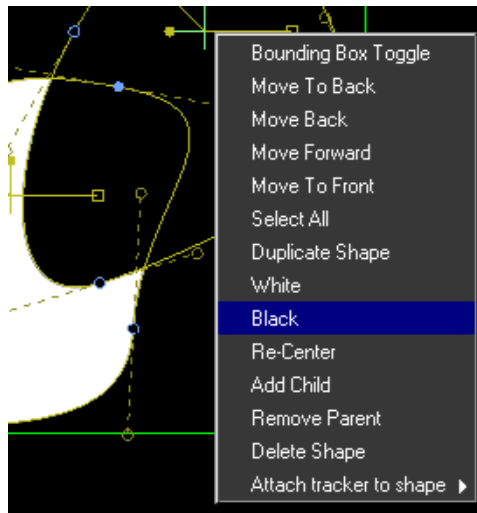 Bounding Box Toggle
Move To Back
Move Back
Move Forward
Move To Front
Select All
Duplicate Shape
White
Black
Re-Center
Add Child
Remove Parent
Delete Shape
Attach tracker to shape